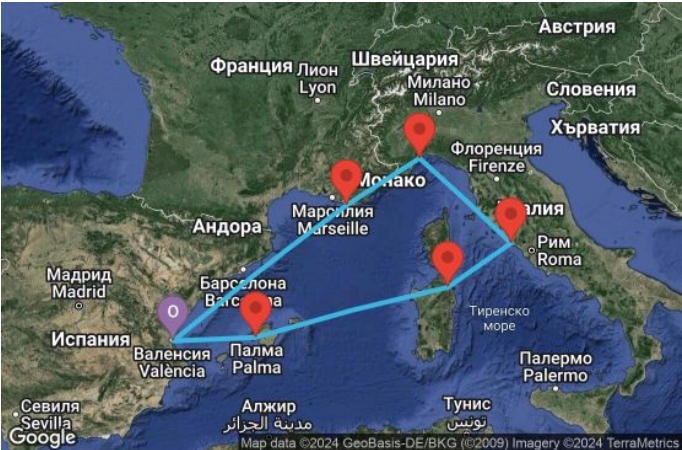 Австрия
Швейцария
Франция
Лион
Lyon
Милано
Milano
Словения
Хърватия
Флоренция
Firenze
Монако
Марсилия
Marseille
Рим
Roma
Андора
Барселона
Мадрид
Madrid
O
Тиренско
море
Испания
Валенсия
València
Палма
Palma
Палермо
Palermo
Севиля
Sevilla
Алжир
مدينة الجزائر
Тунис
تونس
Google
Map data ©2024 GeoBasis-DE/BKG (©2009) Imagery ©2024 TerraMetrics